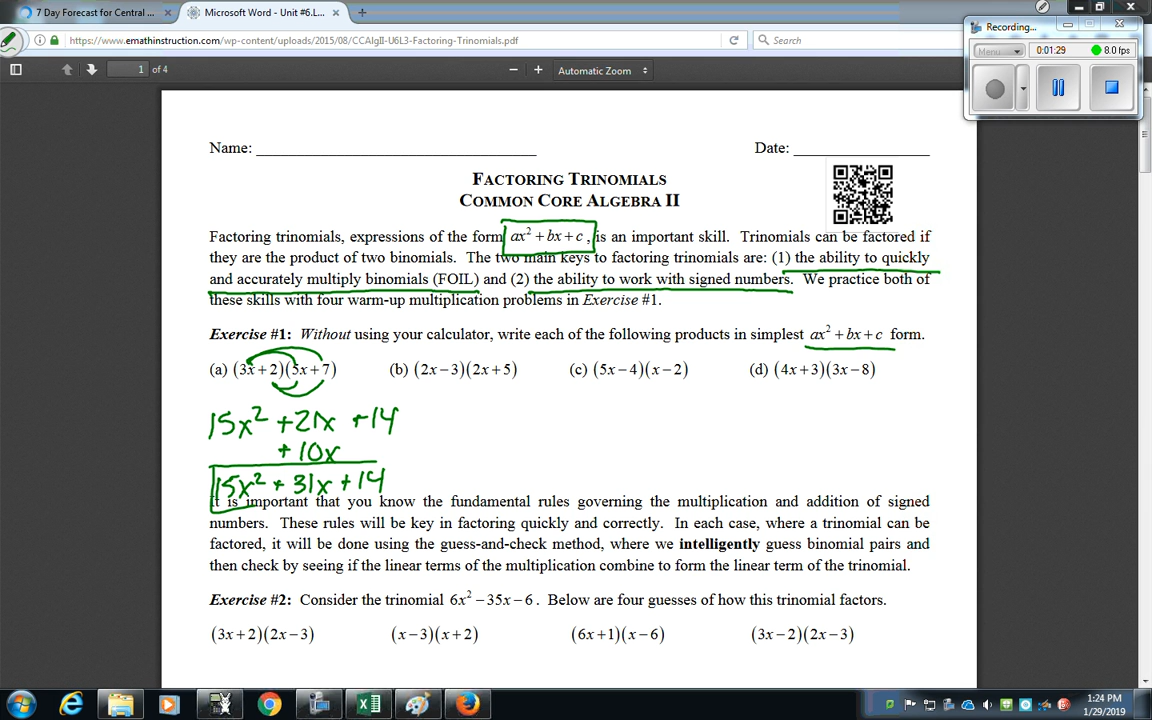 7 Day Forecast for Central ...
Microsoft Word - Unit #6.L...
https://www.emathinstruction.com/wp-content/uploads/2015/08/CCAlgII-U6L3-Factoring-Trinomials.pdf
Search
1 of 4
Automatic Zoom
Recording...
Menu
0:01:29
8.0 fps
Name:
Date:
FACTORING TRINOMIALS
COMMON CORE ALGEBRA II
Factoring trinomials, expressions of the form ax² + bx + c, is an important skill. Trinomials can be factored if
they are the product of two binomials. The two main keys to factoring trinomials are: (1) the ability to quickly
and accurately multiply binomials (FOIL) and (2) the ability to work with signed numbers. We practice both of
these skills with four warm-up multiplication problems in Exercise #1.
Exercise #1: Without using your calculator, write each of the following products in simplest ax² + bx + c form.
(a) (3x+2)(5x+7) (b) (2x−3)(2x+5) (c) (5x−4)(x−2) (d) (4x+3)(3x−8)
15x² +21x +14
+10x
15x² + 31x + 14
It is important that you know the fundamental rules governing the multiplication and addition of signed
numbers. These rules will be key in factoring quickly and correctly. In each case, where a trinomial can be
factored, it will be done using the guess-and-check method, where we intelligently guess binomial pairs and
then check by seeing if the linear terms of the multiplication combine to form the linear term of the trinomial.
Exercise #2: Consider the trinomial 6x² − 35x − 6. Below are four guesses of how this trinomial factors.
(3x+2)(2x−3) (x−3)(x+2) (6x+1)(x−6) (3x−2)(2x−3)
1:24 PM
1/29/2019